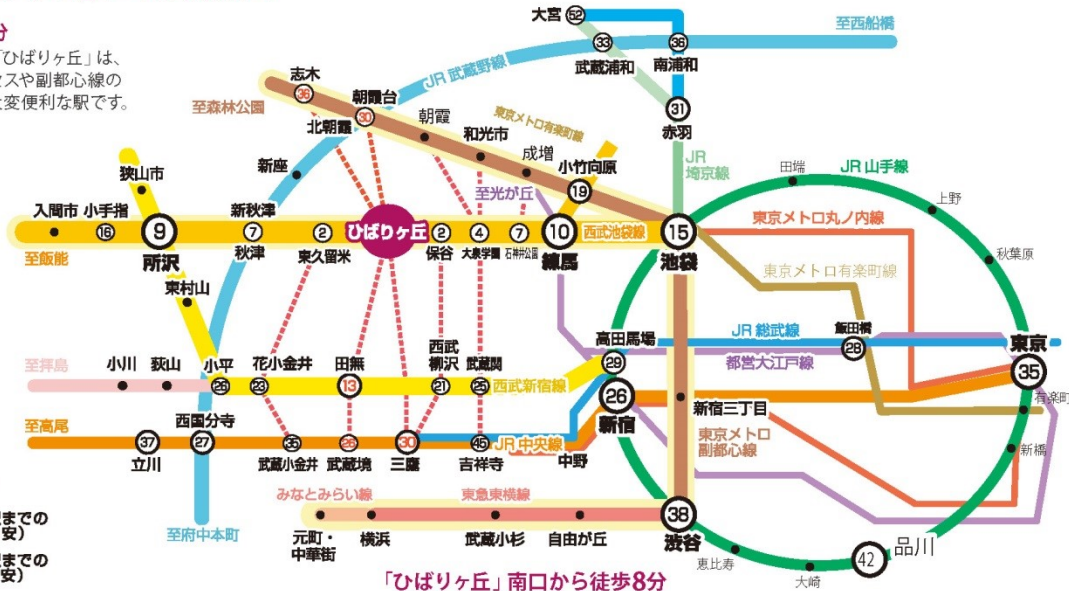 分
「ひばりヶ丘」は、
セスや副都心線の
大変便利な駅です。
大宮
52
33
武蔵浦和
36
南浦和
至西船橋
31
赤羽
JR武蔵野線
志木
36
朝霞台
30
北朝霞
至森林公園
朝霞
和光市
成増
東京メトロ有楽町線
小竹向原
19
JR
埼京線
至光が丘
新座
狭山市
田端
JR山手線
上野
秋葉原
東京メトロ丸ノ内線
東京メトロ有楽町線
入間市
小手指
16
9
所沢
新秋津
7
秋津
2
東久留米
ひばりヶ丘
2
保谷
4
大泉学園
7
石神井公園
10
練馬
西武池袋線
15
池袋
至飯能
東村山
高田馬場
29
JR総武線
飯田橋
28
都営大江戸線
東京
35
至拝島
小川
萩山
小平
26
花小金井
23
田無
13
西武
柳沢
21
武蔵関
25
西武新宿線
26
新宿
有楽町
至高尾
37
立川
西国分寺
27
35
武蔵小金井
26
武蔵境
30
三鷹
45
吉祥寺
JR中央線
中野
新宿三丁目
東京メトロ
副都心線
新橋
至府中本町
みなとみらい線
東急東横線
元町・
中華街
横浜
武蔵小杉
自由が丘
38
渋谷
恵比寿
大崎
42
品川
までの
安）
までの
安）
「ひばりヶ丘」南口から徒歩8分